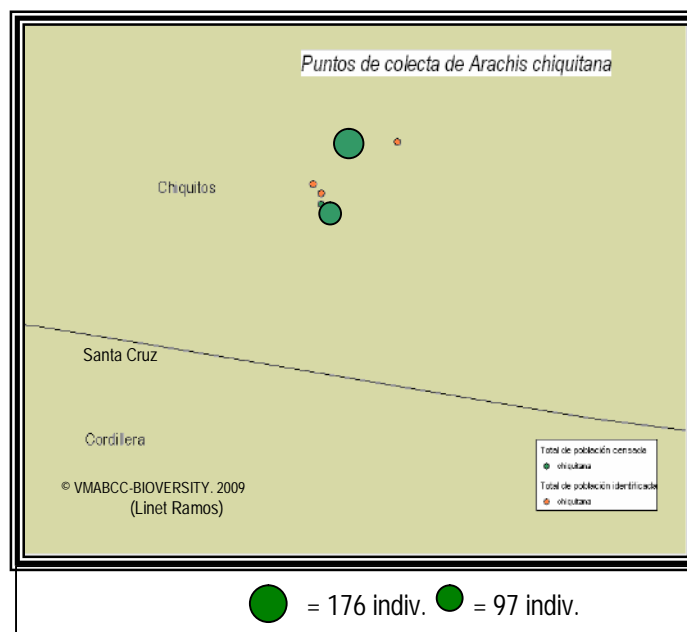 Puntos de colecta de Arachis chiquitana
Chiquitos
Santa Cruz
Cordillera
© VMABCC-BIOVERSITY. 2009
(Linet Ramos)
Total de población censada
chiquitana
Total de población identificada
chiquitana
= 176 indiv. = 97 indiv.